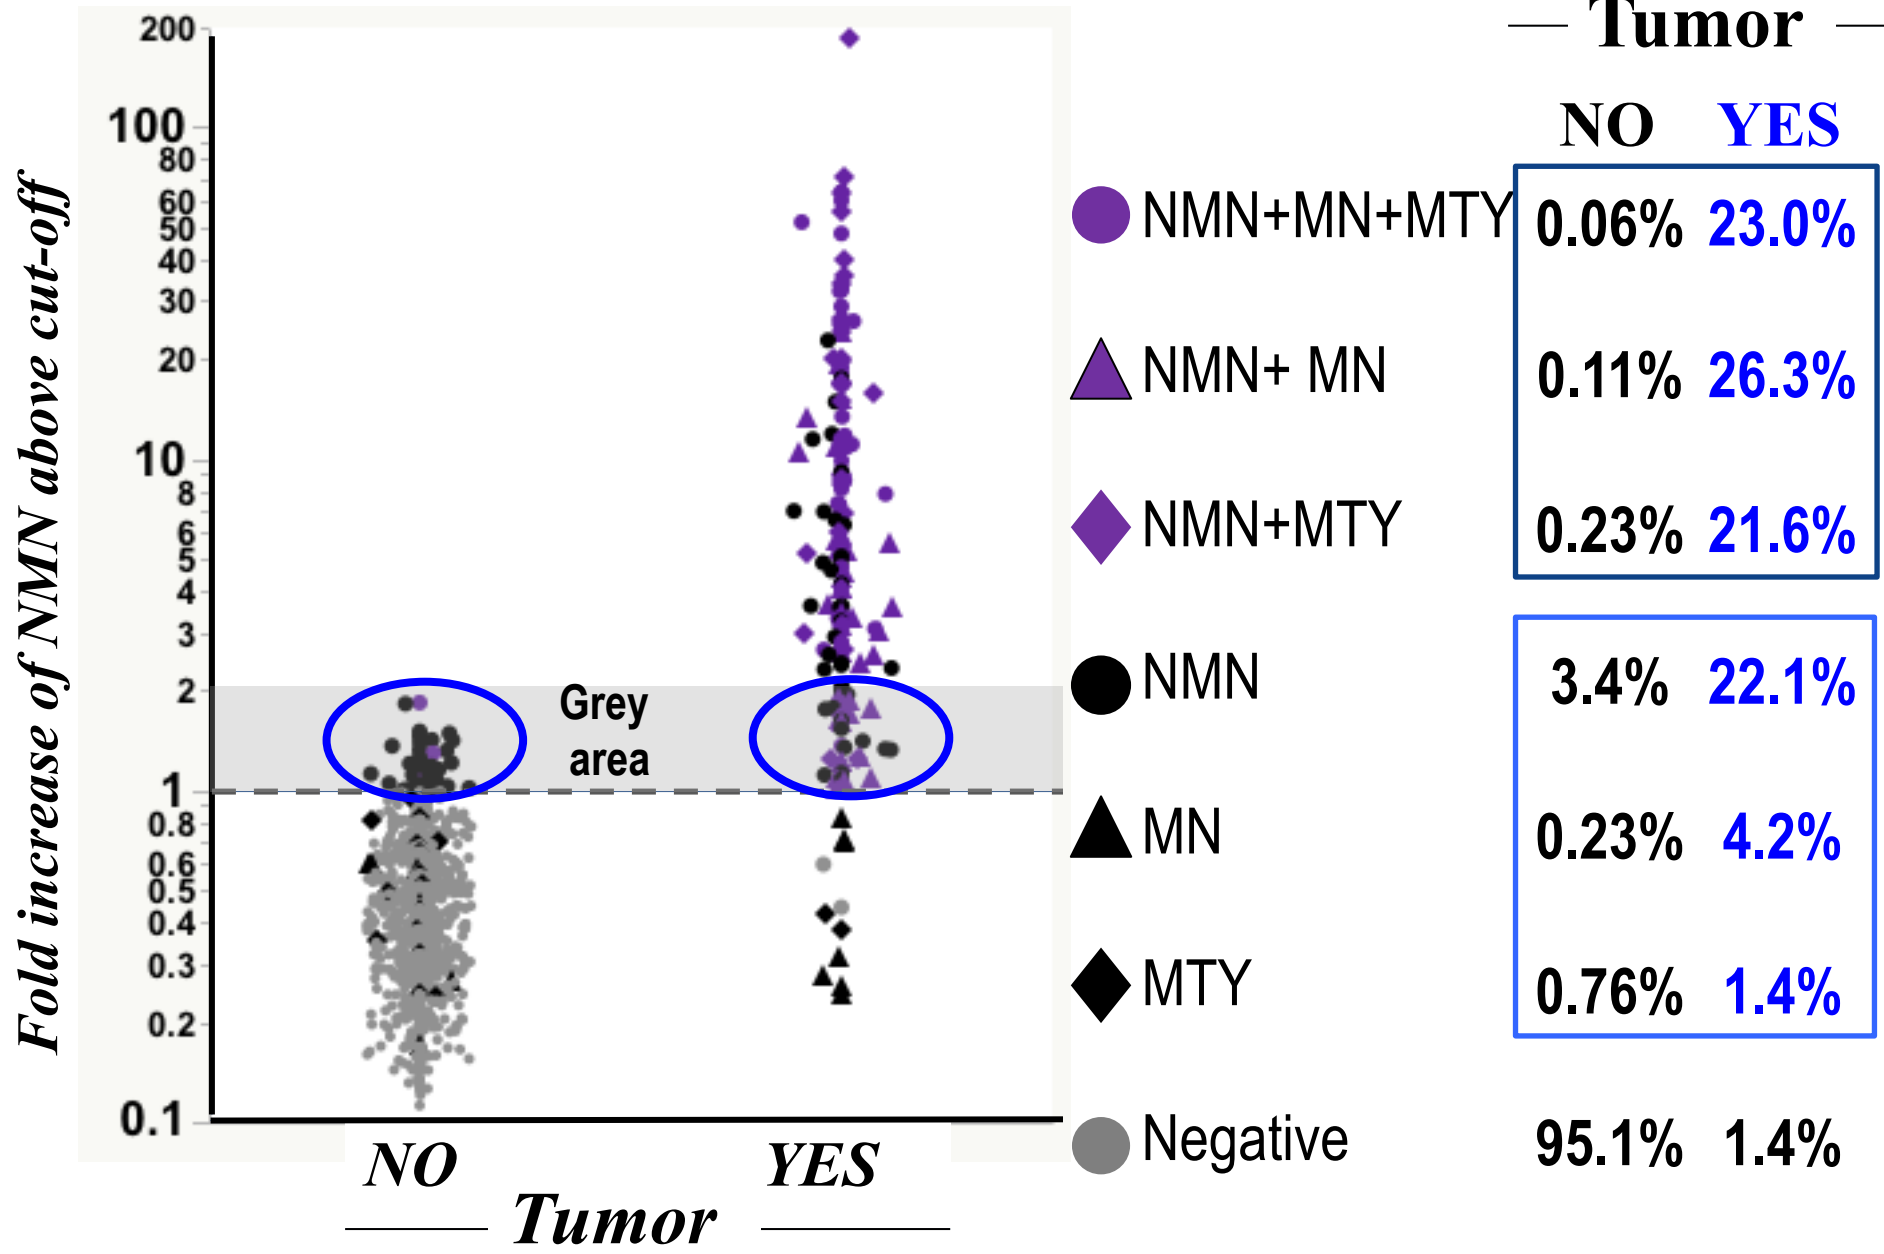 Fold increase of NMN above cut-off
200
100
80
60
50
40
30
20
10
8
6
5
4
3
2
1
0.8
0.6
0.5
0.4
0.3
0.2
0.1
Grey
area
NO YES
Tumor
Tumor
NO YES
NMN+MN+MTY 0.06% 23.0%
NMN+ MN 0.11% 26.3%
NMN+MTY 0.23% 21.6%
NMN 3.4% 22.1%
MN 0.23% 4.2%
MTY 0.76% 1.4%
Negative 95.1% 1.4%